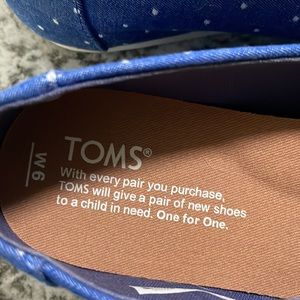 TOMS®
With every pair you purchase,
TOMS will give a pair of new shoes
to a child in need. One for One.
W6